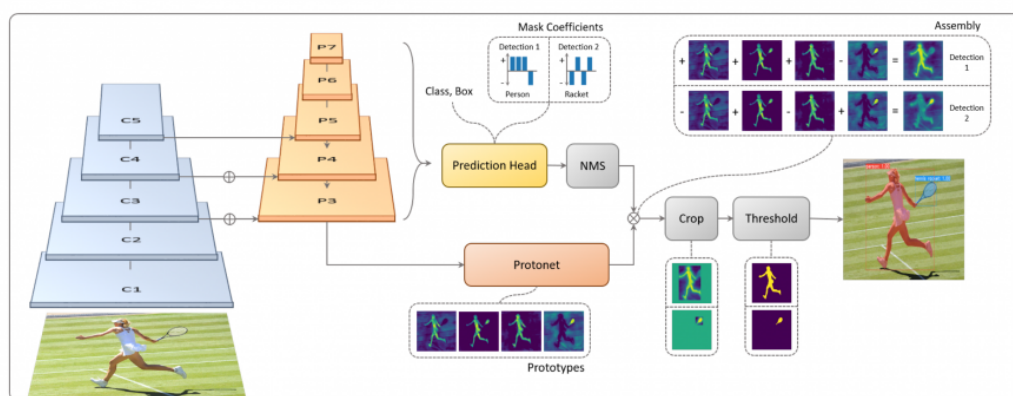 Mask Coefficients
Detection 1
Detection 2
+
-
+
-
Person
Racket
Assembly
+ + + - =
Detection
1
- + - + =
Detection
2
P7
P6
P5
P4
P3
C5
C4
C3
C2
C1
Class, Box
Prediction Head
NMS
Crop
Threshold
Protonet
Prototypes